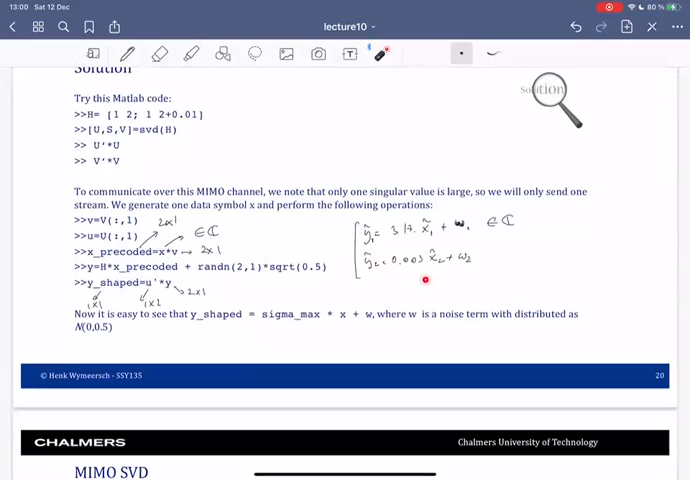 13:00 Sat 12 Dec
80 %
lecture10
Solution
Solution
Try this Matlab code:
>>H= [1 2; 1 2+0.01]
>>[U,S,V]=svd(H)
>> U'*U
>> V'*V
To communicate over this MIMO channel, we note that only one singular value is large, so we will only send one
stream. We generate one data symbol x and perform the following operations:
>>v=V(:,1) 2x1
>>u=U(:,1) ∈ ℂ
>>x_precoded=x*v → 2x1
>>y=H*x_precoded + randn(2,1)*sqrt(0.5)
>>y_shaped=u'*y → 2x1
1x1 1x2
ỹ₁ = 3.17. x̃₁ + w₁ ∈ ℂ
ỹ₂ = 0.003 x̃₂ + w₂
Now it is easy to see that y_shaped = sigma_max * x + w, where w is a noise term with distributed as
N(0,0.5)
© Henk Wymeersch - SSY135 20
CHALMERS Chalmers University of Technology
MIMO SVD